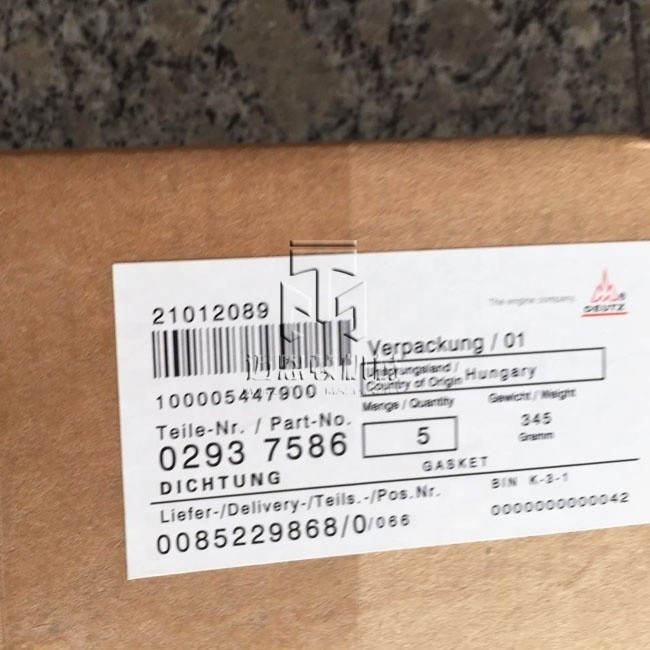 21012089
The engine company.
DEUTZ
100005447900
Verpackung / 01
Ursprungsland /
Country of Origin Hungary
Teile-Nr. / Part-No.
0293 7586
Menge / Quantity
5
Gewicht / Weight
345
Gramm
DICHTUNG
GASKET
Liefer-/Delivery-/Teils.-/Pos.Nr.
0085229868/0/066
BIN K-3-1
0000000000042